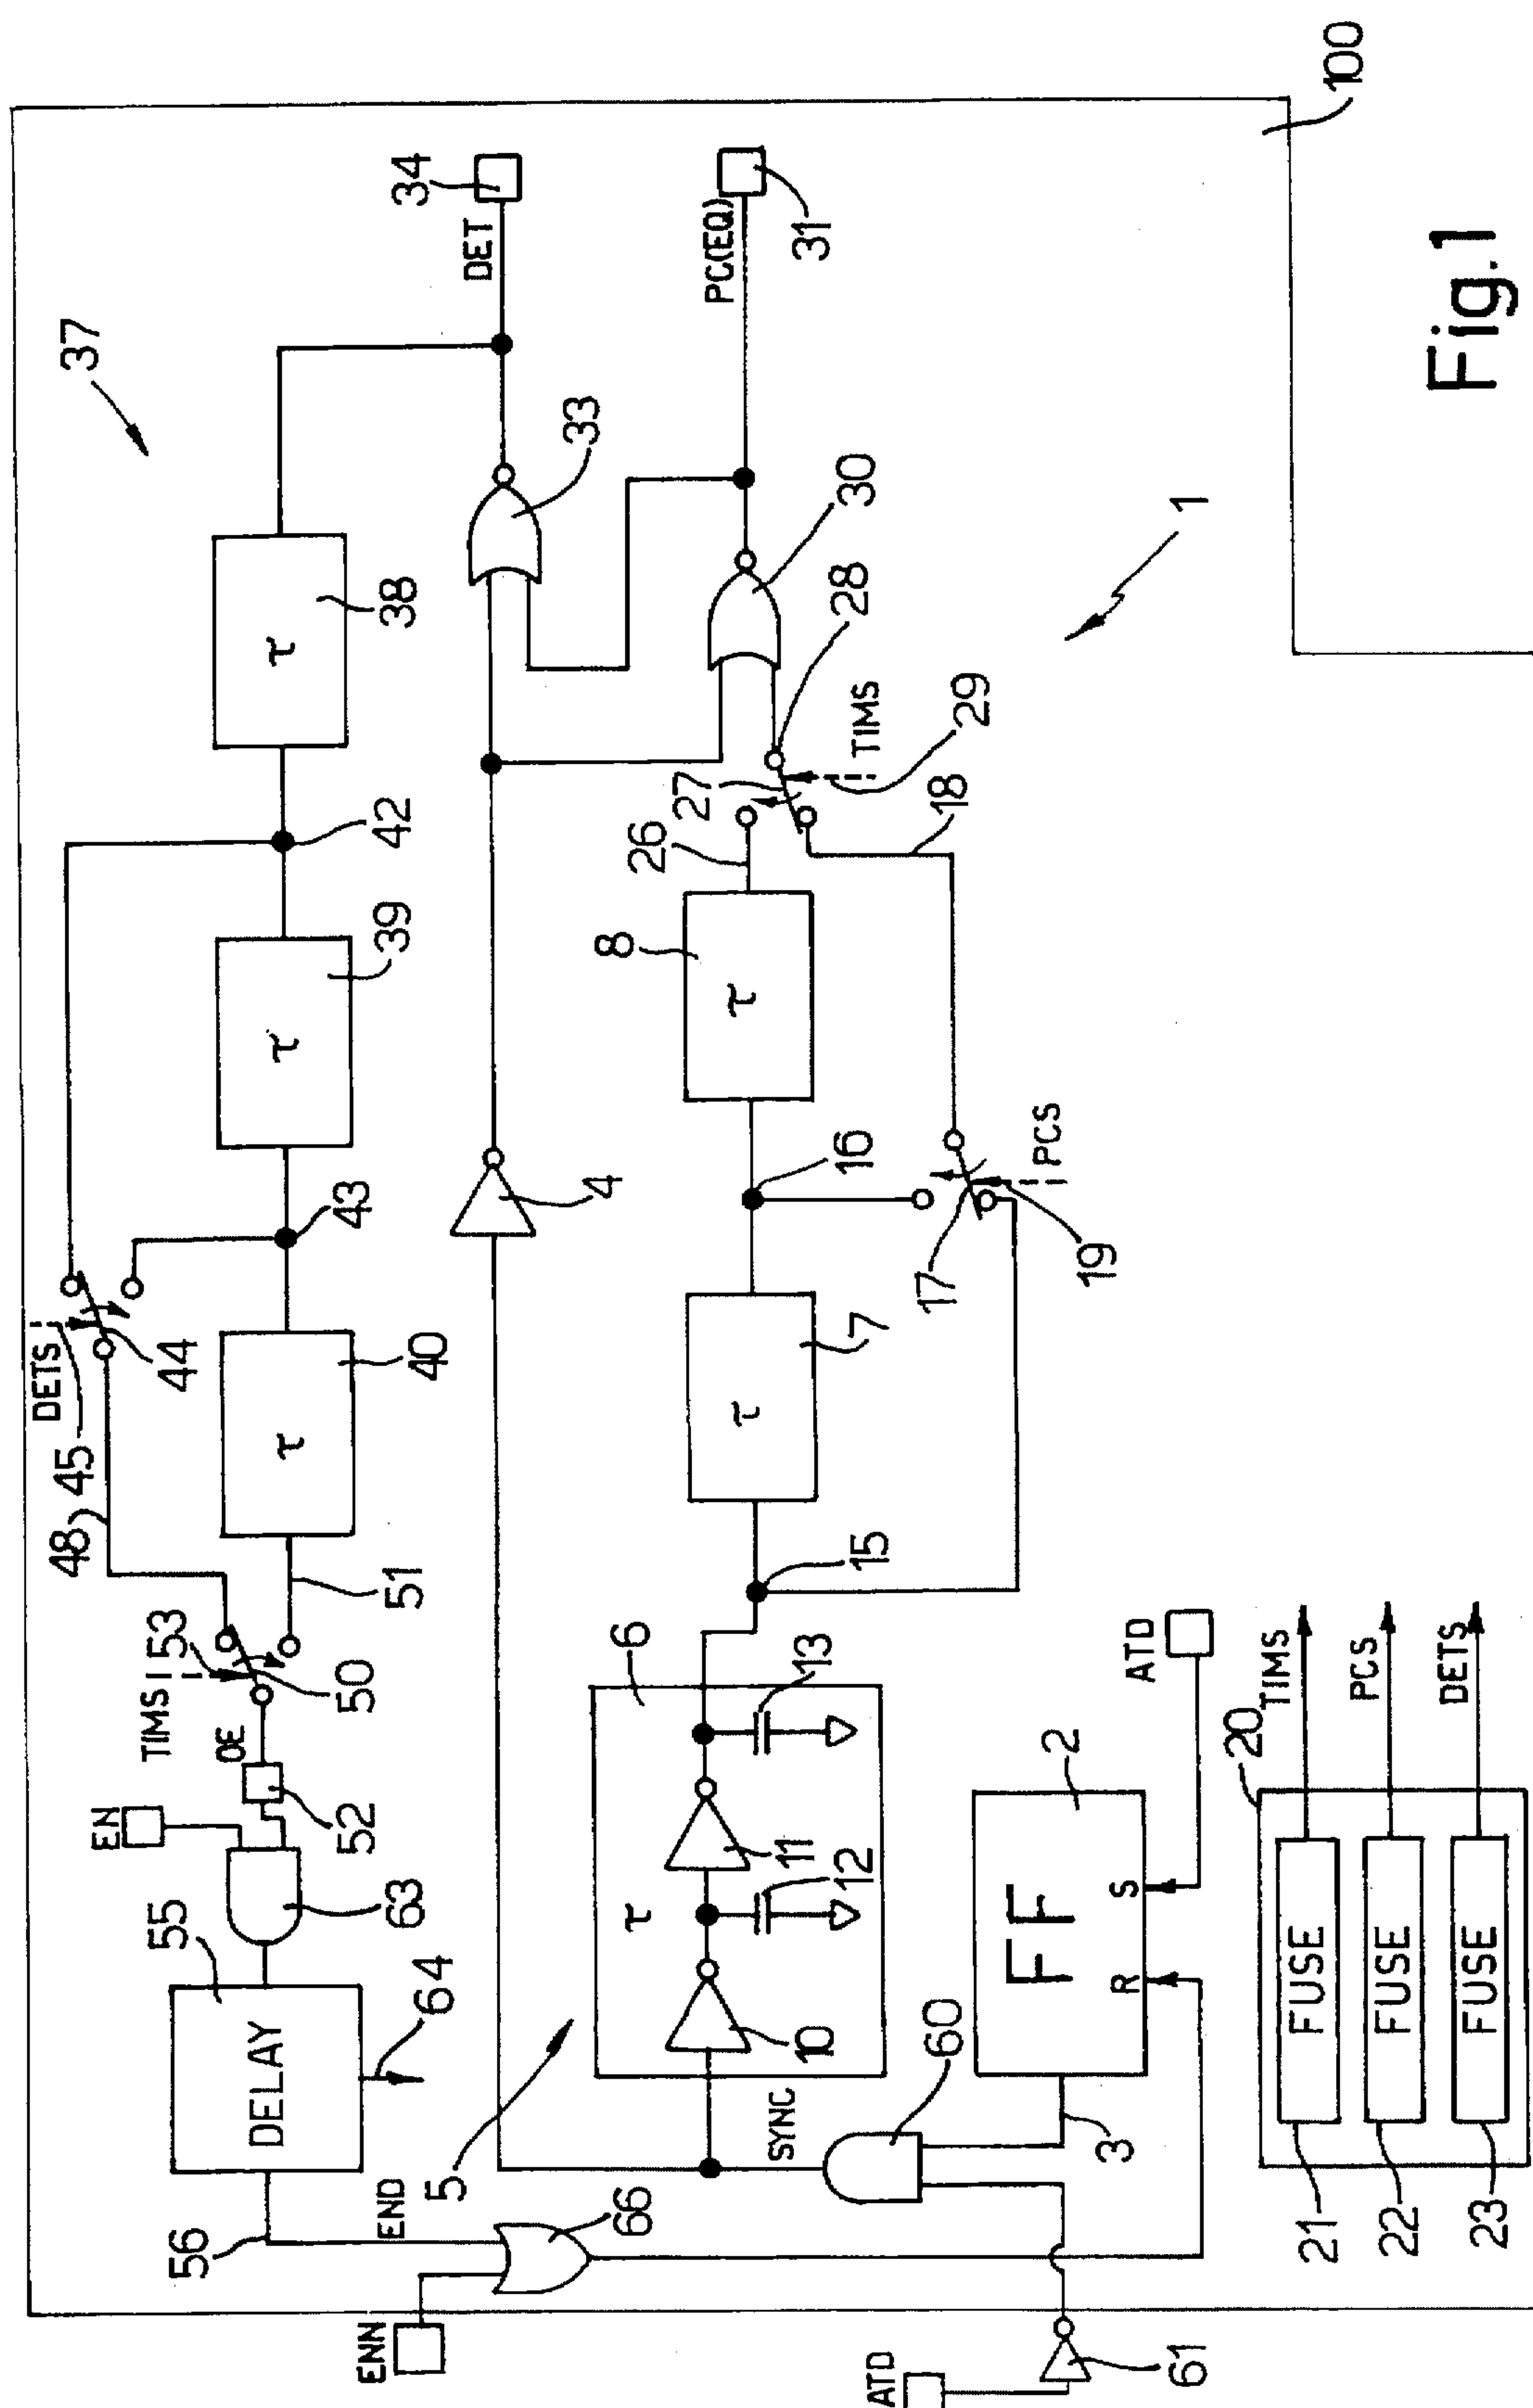 37
34
DET
PC(EQ)
31
100
Fig.1
33
30
1
τ
38
42
28
TIMS
29
27
26
18
τ
39
8
τ
16
PCS
17
19
4
43
44
DETS
45
48
τ
40
τ
7
15
51
50
53
TIMS
OE
52
EN
63
55
DELAY
64
56
END
66
ENN
5
6
τ
13
12
11
10
SYNC
60
3
2
FF
S
R
ATD
ATD
61
20
TIMS
PCS
DETS
FUSE
FUSE
FUSE
21
22
23